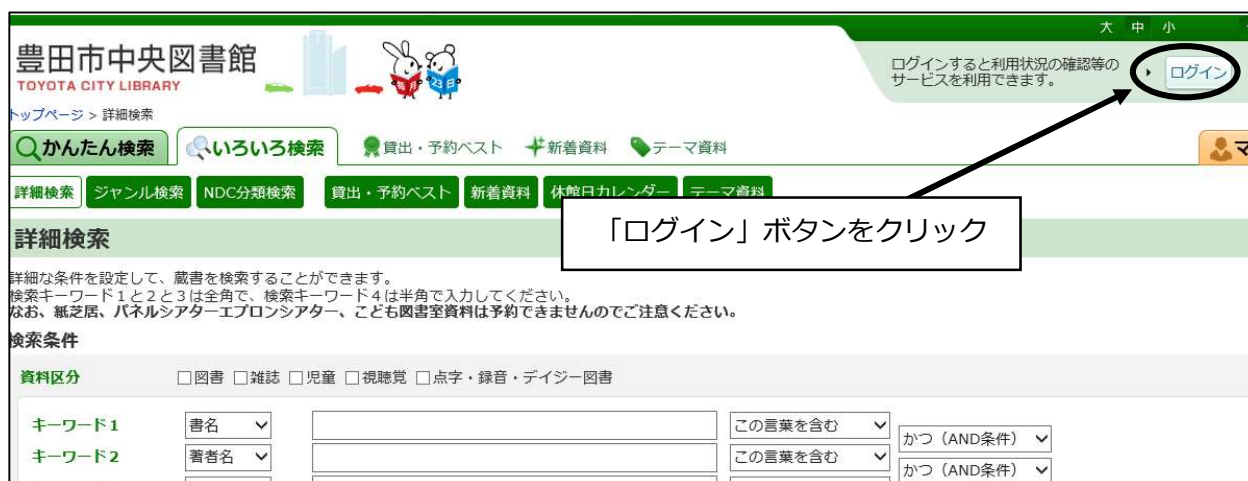 大 中 小
豊田市中央図書館
TOYOTA CITY LIBRARY
毎月 23日
ログインすると利用状況の確認等の
サービスを利用できます。
ログイン
トップページ > 詳細検索
かんたん検索 いろいろ検索 貸出・予約ベスト 新着資料 テーマ資料 マ
詳細検索 ジャンル検索 NDC分類検索 貸出・予約ベスト 新着資料 休館日カレンダー テーマ資料
「ログイン」ボタンをクリック
詳細検索
詳細な条件を設定して、蔵書を検索することができます。
検索キーワード1と2と3は全角で、検索キーワード4は半角で入力してください。
なお、紙芝居、パネルシアターエプロンシアター、こども図書室資料は予約できませんのでご注意ください。
検索条件
資料区分 □図書 □雑誌 □児童 □視聴覚 □点字・録音・デイジー図書
キーワード1 書名 この言葉を含む かつ（AND条件）
キーワード2 著者名 この言葉を含む かつ（AND条件）